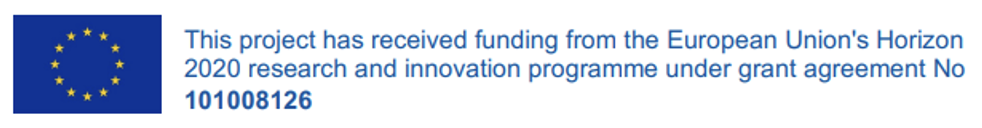 This project has received funding from the European Union's Horizon
2020 research and innovation programme under grant agreement No
101008126